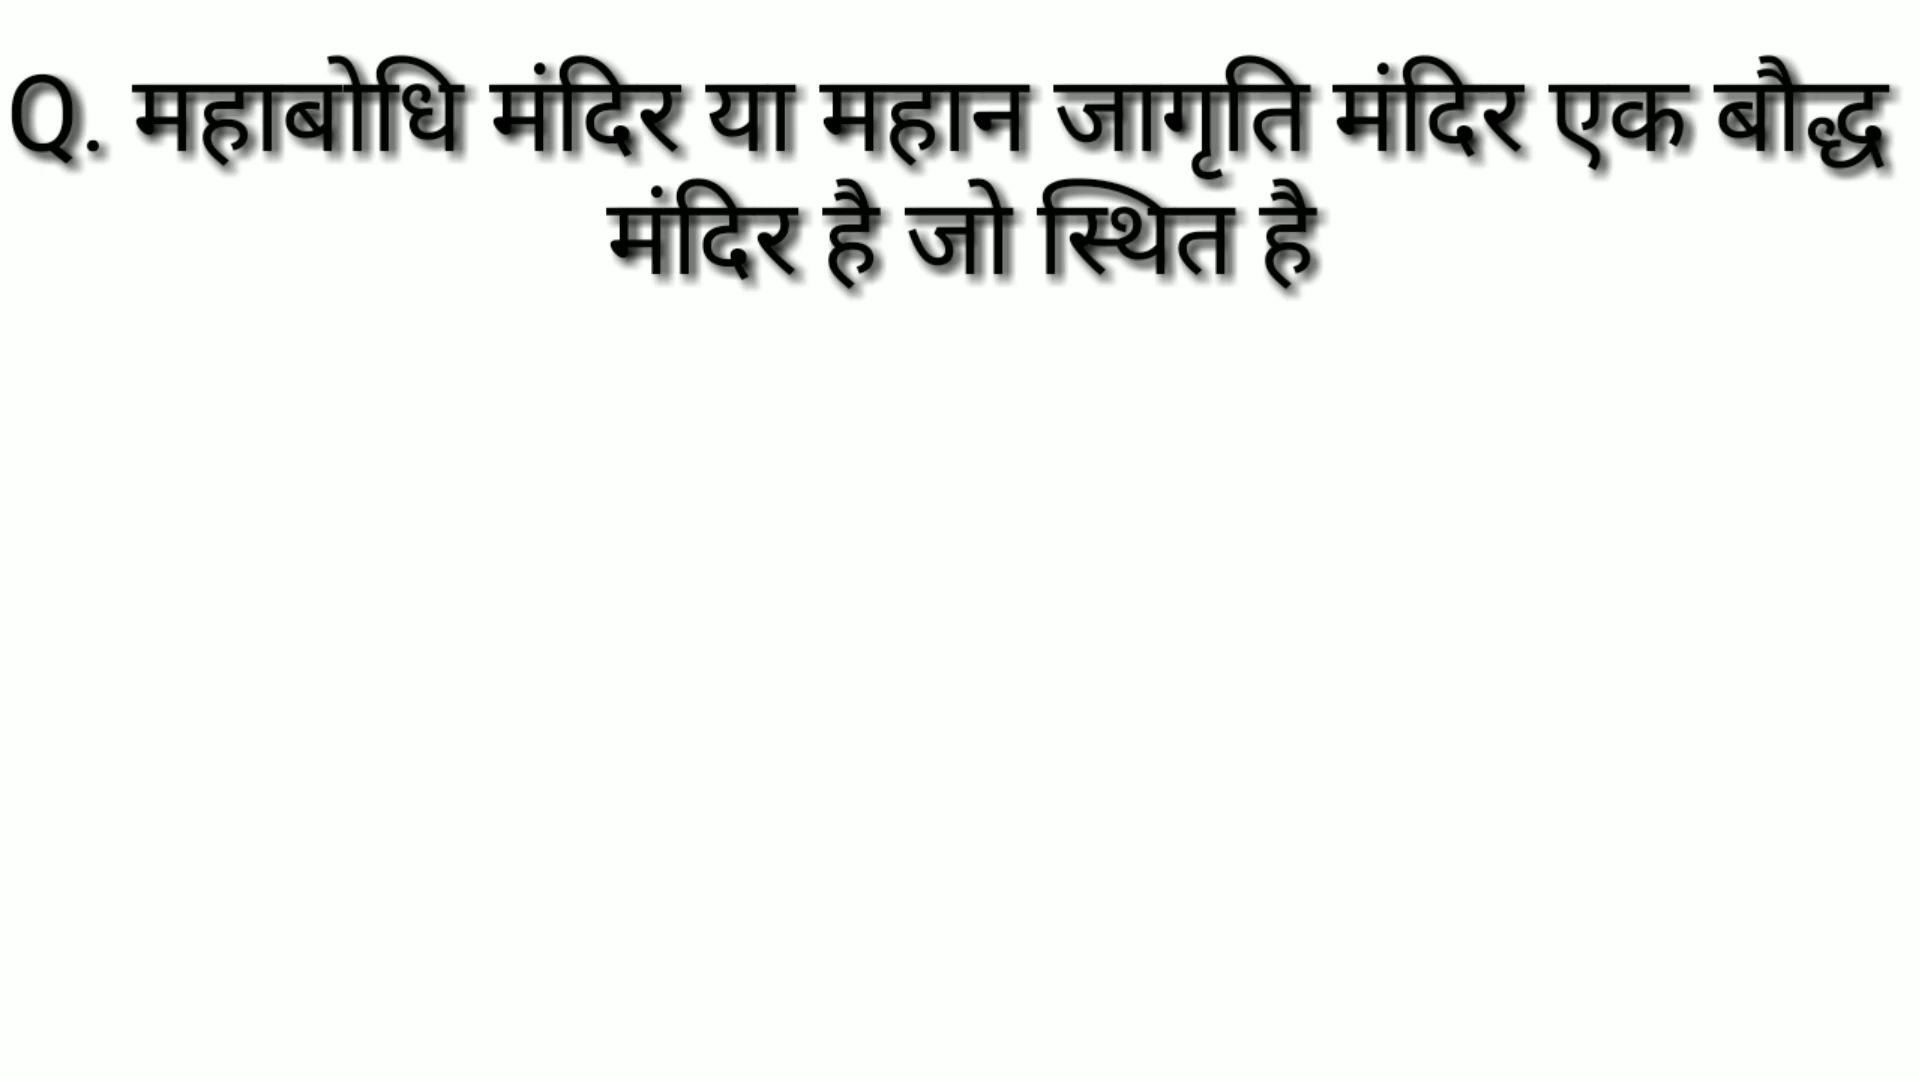 Q. महाबोधि मंदिर या महान जागृति मंदिर एक बौद्ध
मंदिर है जो स्थित है